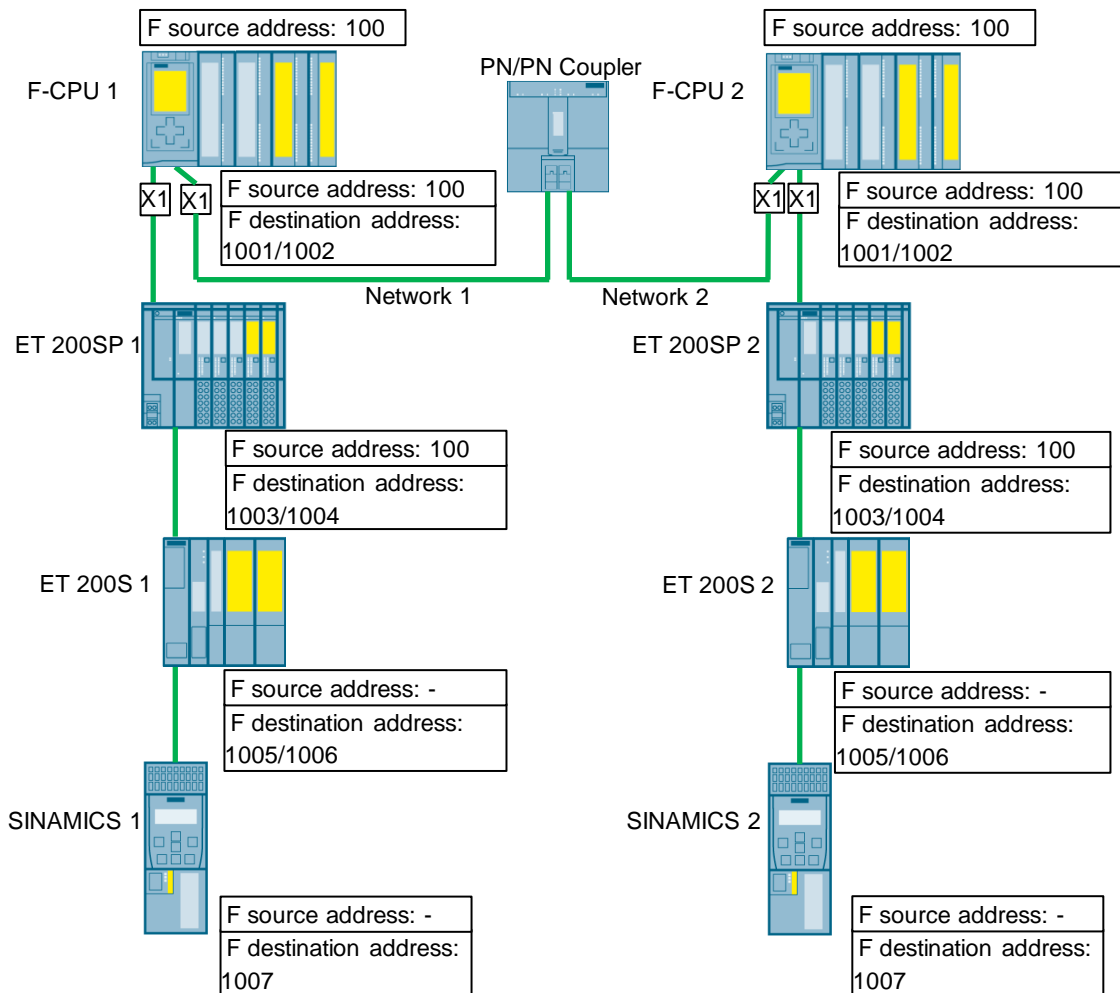 F source address: 100
F source address: 100
PN/PN Coupler
F-CPU 1
F-CPU 2
X1
X1
F source address: 100
F destination address:
1001/1002
X1
X1
F source address: 100
F destination address:
1001/1002
Network 1
Network 2
ET 200SP 1
ET 200SP 2
F source address: 100
F destination address:
1003/1004
F source address: 100
F destination address:
1003/1004
ET 200S 1
ET 200S 2
F source address: -
F destination address:
1005/1006
F source address: -
F destination address:
1005/1006
SINAMICS 1
SINAMICS 2
F source address: -
F destination address:
1007
F source address: -
F destination address:
1007